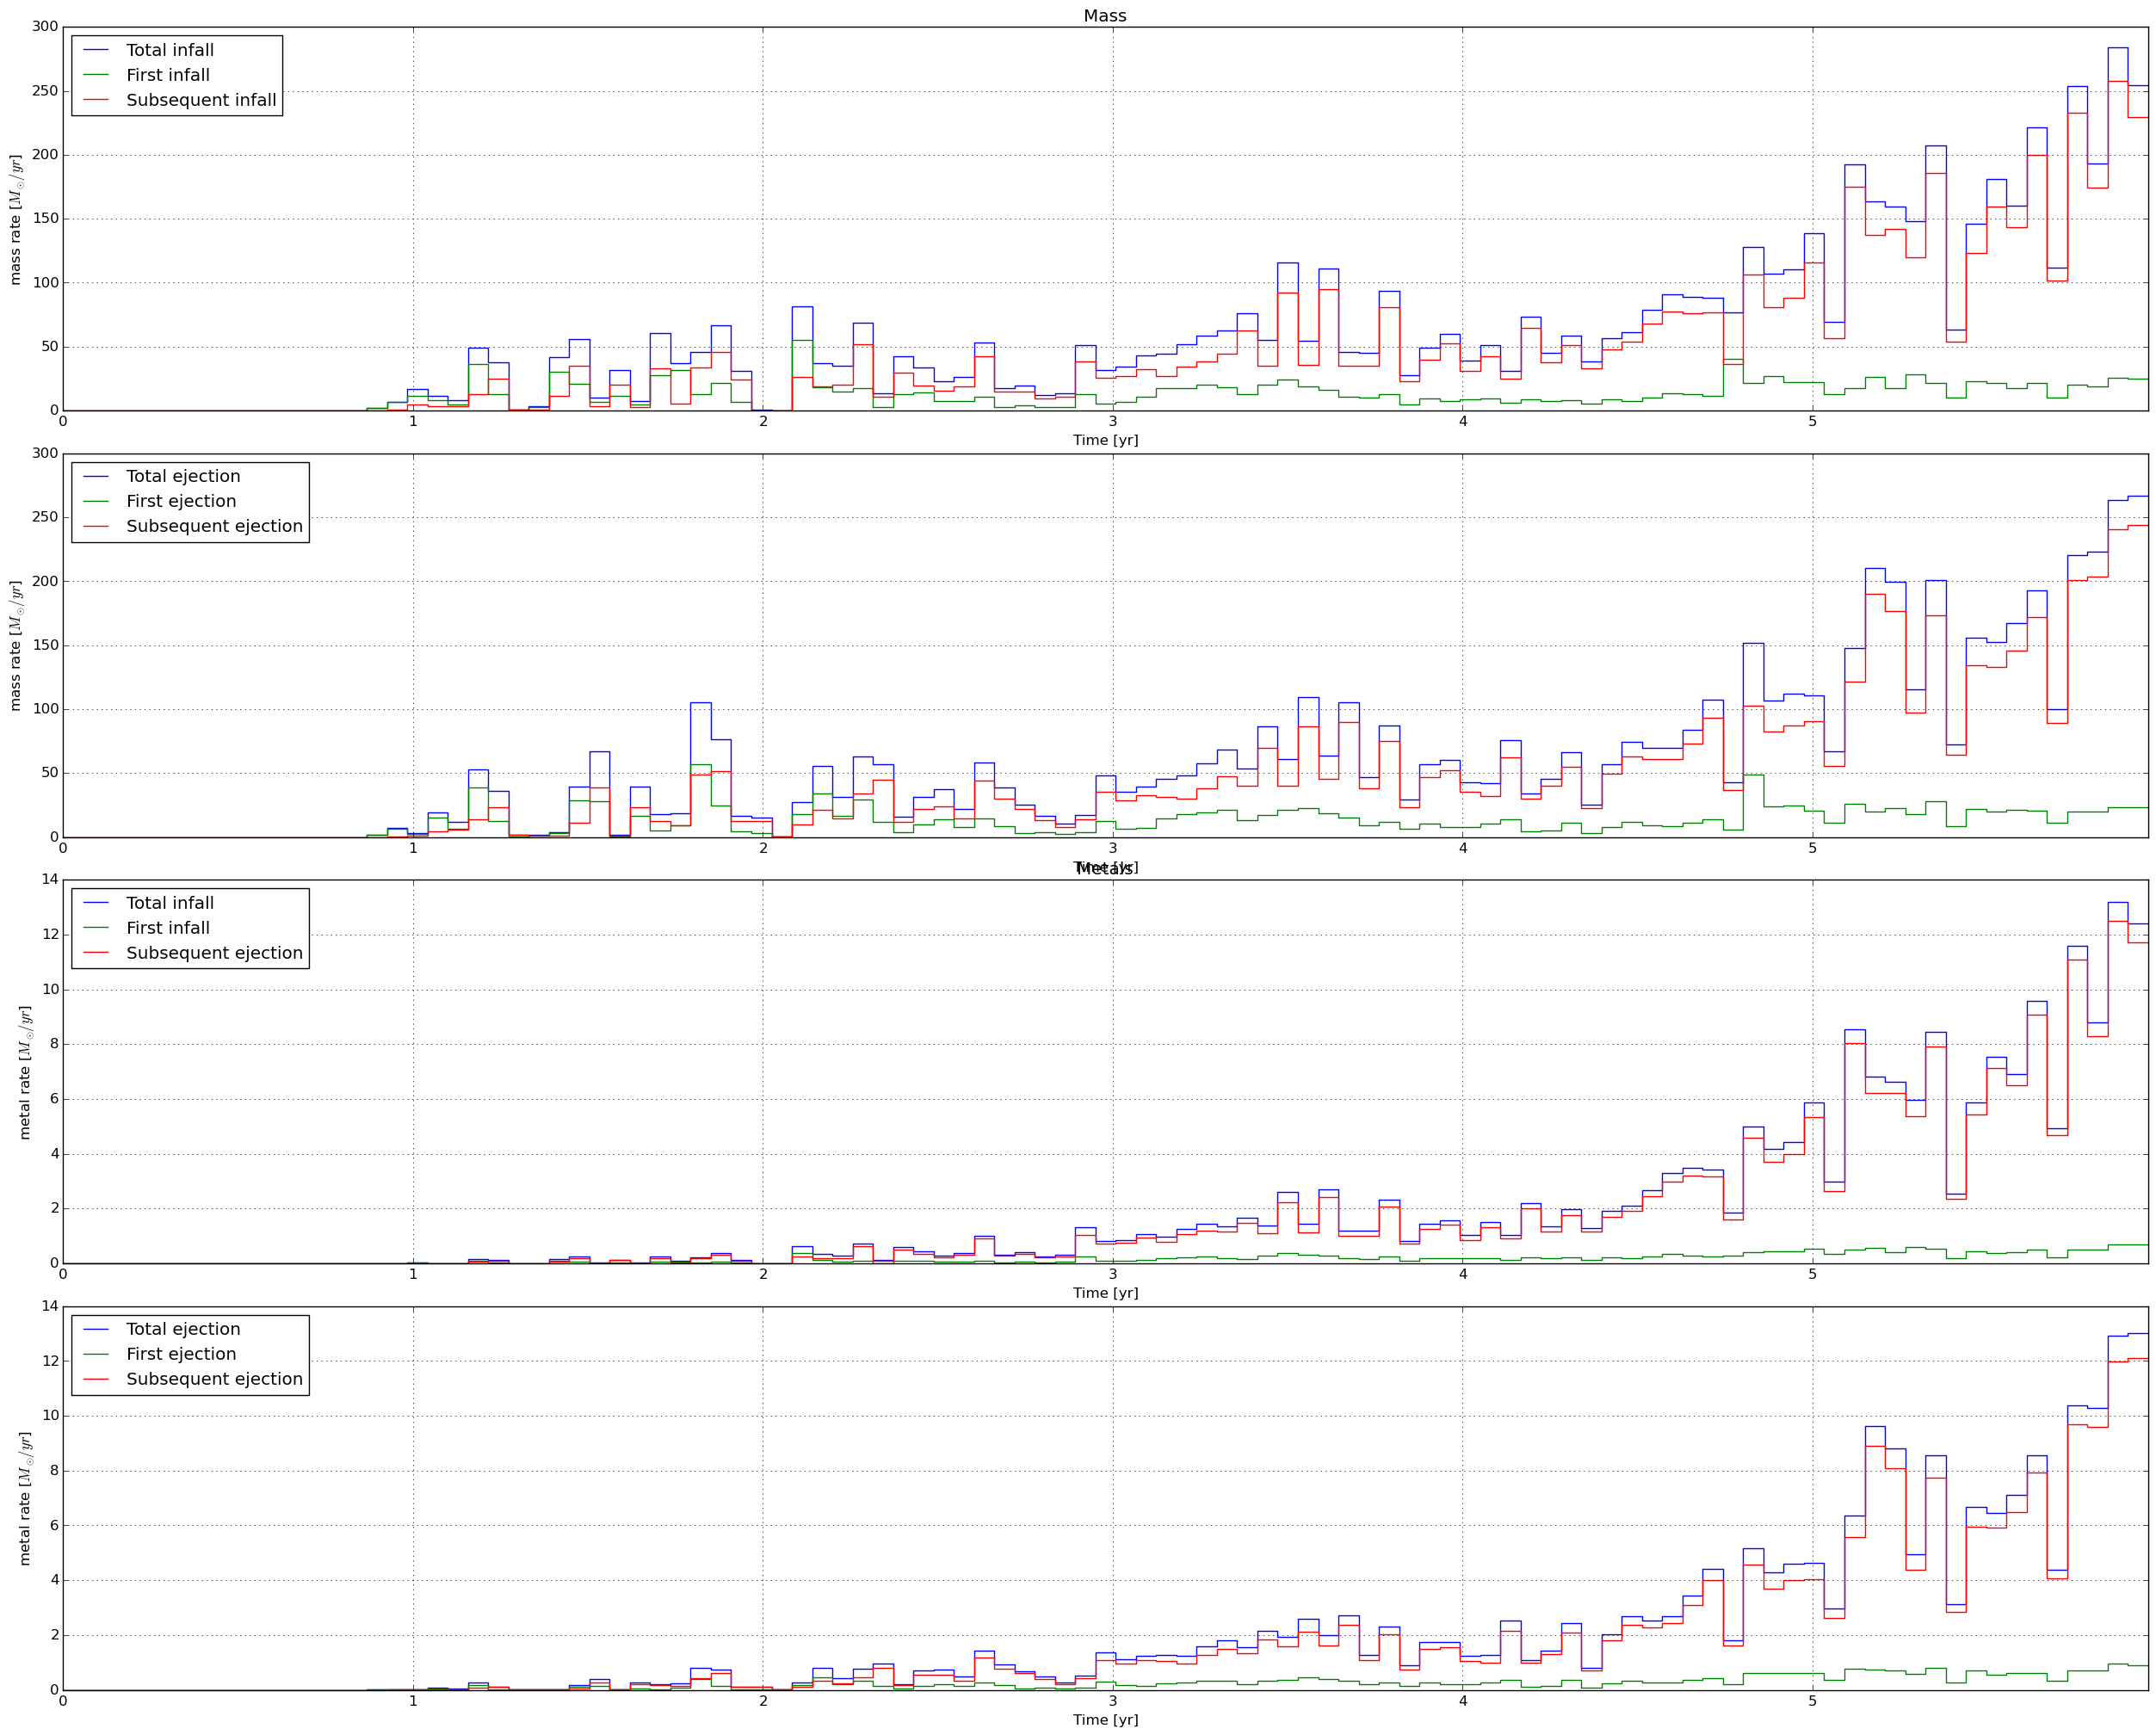 Mass
300
250
200
150
100
50
0
mass rate [M⊙/yr]
Total infall
First infall
Subsequent infall
0 1 2 3 4 5
Time [yr]
300
250
200
150
100
50
0
mass rate [M⊙/yr]
Total ejection
First ejection
Subsequent ejection
0 1 2 3 4 5
Time [yr]
Metals
14
12
10
8
6
4
2
0
metal rate [M⊙/yr]
Total infall
First infall
Subsequent ejection
0 1 2 3 4 5
Time [yr]
14
12
10
8
6
4
2
0
metal rate [M⊙/yr]
Total ejection
First ejection
Subsequent ejection
0 1 2 3 4 5
Time [yr]